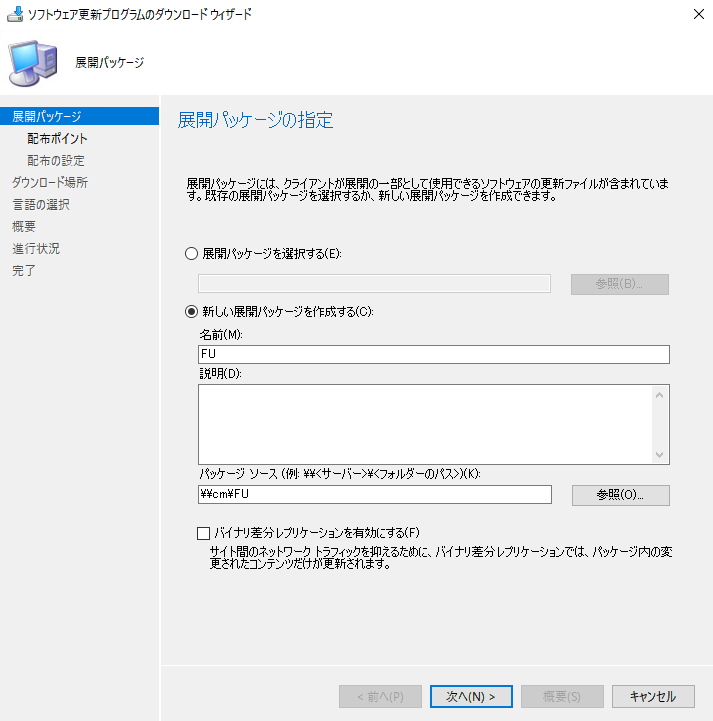 ソフトウェア更新プログラムのダウンロード ウィザード
展開パッケージ
展開パッケージ
配布ポイント
配布の設定
ダウンロード場所
言語の選択
概要
進行状況
完了
展開パッケージの指定
展開パッケージには、クライアントが展開の一部として使用できるソフトウェアの更新ファイルが含まれていま
す。既存の展開パッケージを選択するか、新しい展開パッケージを作成できます。
展開パッケージを選択する(E):
参照(B)...
新しい展開パッケージを作成する(C):
名前(M):
FU
説明(D):
パッケージ ソース (例: ¥¥<サーバー>¥<フォルダーのパス>)(K):
¥¥cm¥FU
参照(O)...
バイナリ差分レプリケーションを有効にする(F)
サイト間のネットワーク トラフィックを抑えるために、バイナリ差分レプリケーションでは、パッケージ内の変
更されたコンテンツだけが更新されます。
< 前へ(P)
次へ(N) >
概要(S)
キャンセル